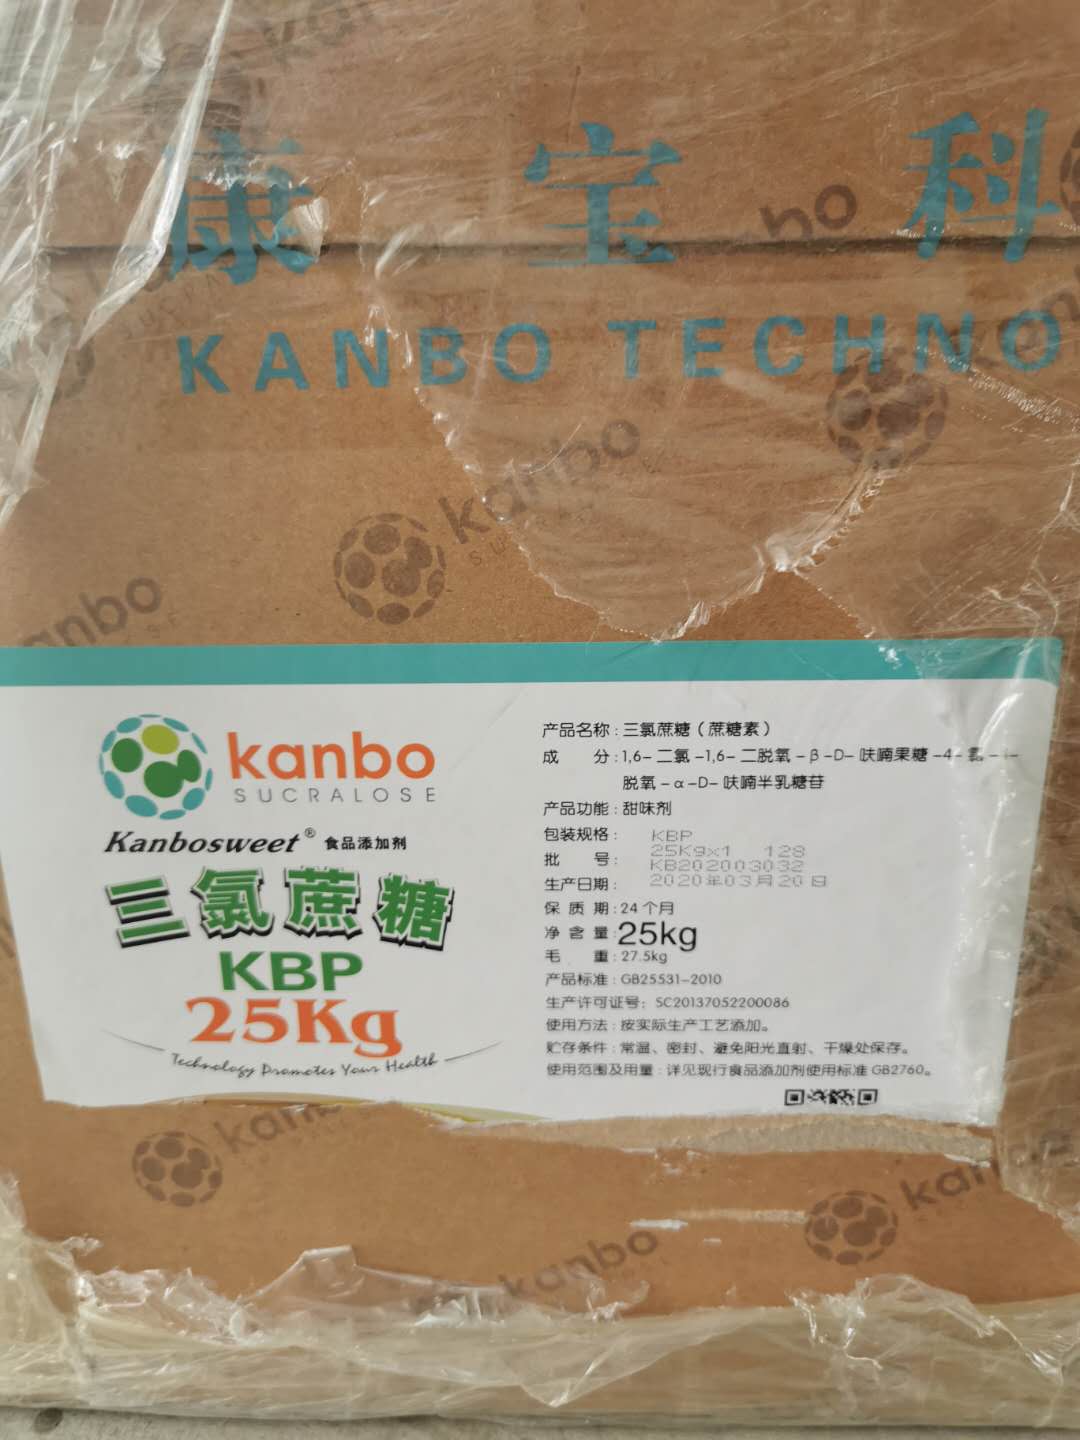 康宝科
KANBO TECHNO
kanbo
SUCRALOSE
Kanbosweet® 食品添加剂
三氯蔗糖
KBP
25Kg
Technology Promotes Your Health
产品名称：三氯蔗糖（蔗糖素）
成 分：1,6-二氯-1,6-二脱氧-β-D-呋喃果糖-4-氯-4-
脱氧-α-D-呋喃半乳糖苷
产品功能：甜味剂
包装规格： KBP
25Kgx1 128
批 号： KB202003032
生产日期： 2020年03月20日
保 质 期：24个月
净 含 量：25kg
毛 重：27.5kg
产品标准：GB25531-2010
生产许可证号：SC20137052200086
使用方法：按实际生产工艺添加。
贮存条件：常温、密封、避免阳光直射、干燥处保存。
使用范围及用量：详见现行食品添加剂使用标准 GB2760。
kanbo
kanbo
kanbo